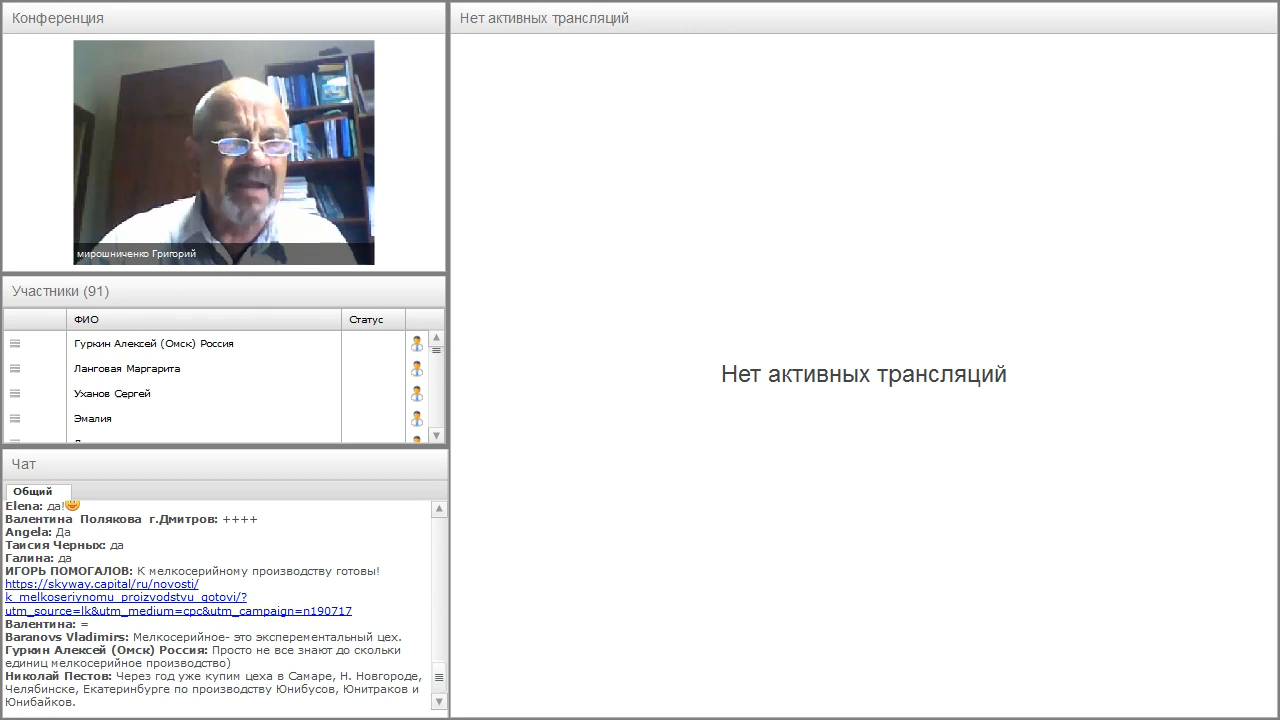 Конференция
мирошниченко Григорий
Участники (91)
ФИО Статус
Гуркин Алексей (Омск) Россия
Ланговая Маргарита
Уханов Сергей
Эмалия
Чат
Общий
Elena: да!
Валентина Полякова г.Дмитров: ++++
Angela: Да
Таисия Черных: да
Галина: да
ИГОРЬ ПОМОГАЛОВ: К мелкосерийному производству готовы!
https://skyway.capital/ru/novosti/
k_melkoseriynomu_proizvodstvu_gotovi/?
utm_source=lk&utm_medium=cpc&utm_campaign=n190717
Валентина: =
Baranovs Vladimirs: Мелкосерийное- это эксперементальный цех.
Гуркин Алексей (Омск) Россия: Просто не все знают до скольки
единиц мелкосерийное производство)
Николай Пестов: Через год уже купим цеха в Самаре, Н. Новгороде,
Челябинске, Екатеринбурге по производству Юнибусов, Юнитраков и
Юнибайков.
Нет активных трансляций
Нет активных трансляций